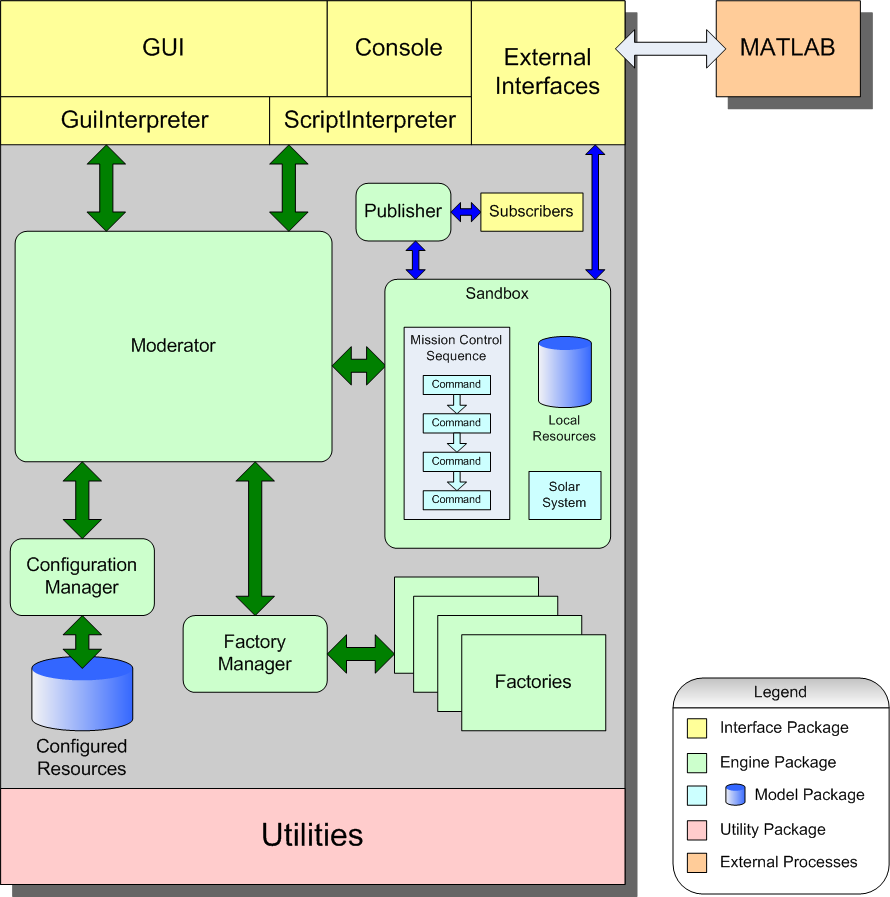 GUI
Console
External
Interfaces
MATLAB
GuiInterpreter
ScriptInterpreter
Publisher
Subscribers
Sandbox
Moderator
Mission Control
Sequence
Command
Command
Command
Command
Local
Resources
Solar
System
Configuration
Manager
Factory
Manager
Factories
Configured
Resources
Utilities
Legend
Interface Package
Engine Package
Model Package
Utility Package
External Processes